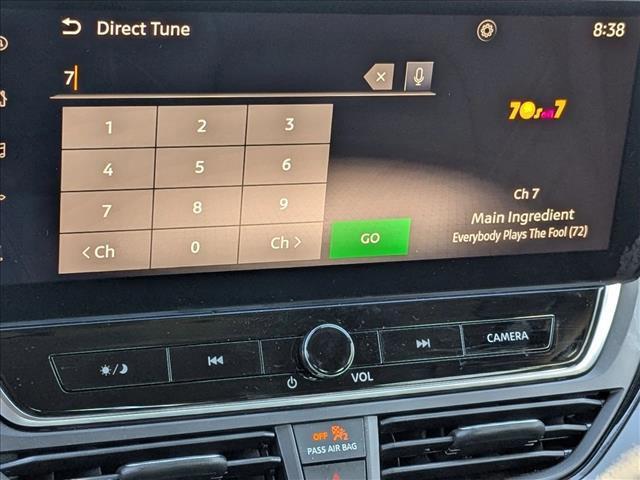 Direct Tune
8:38
7
70s on 7
1 2 3
4 5 6
7 8 9
< Ch 0 Ch >
GO
Ch 7
Main Ingredient
Everybody Plays The Fool (72)
CAMERA
VOL
OFF 2
PASS AIR BAG